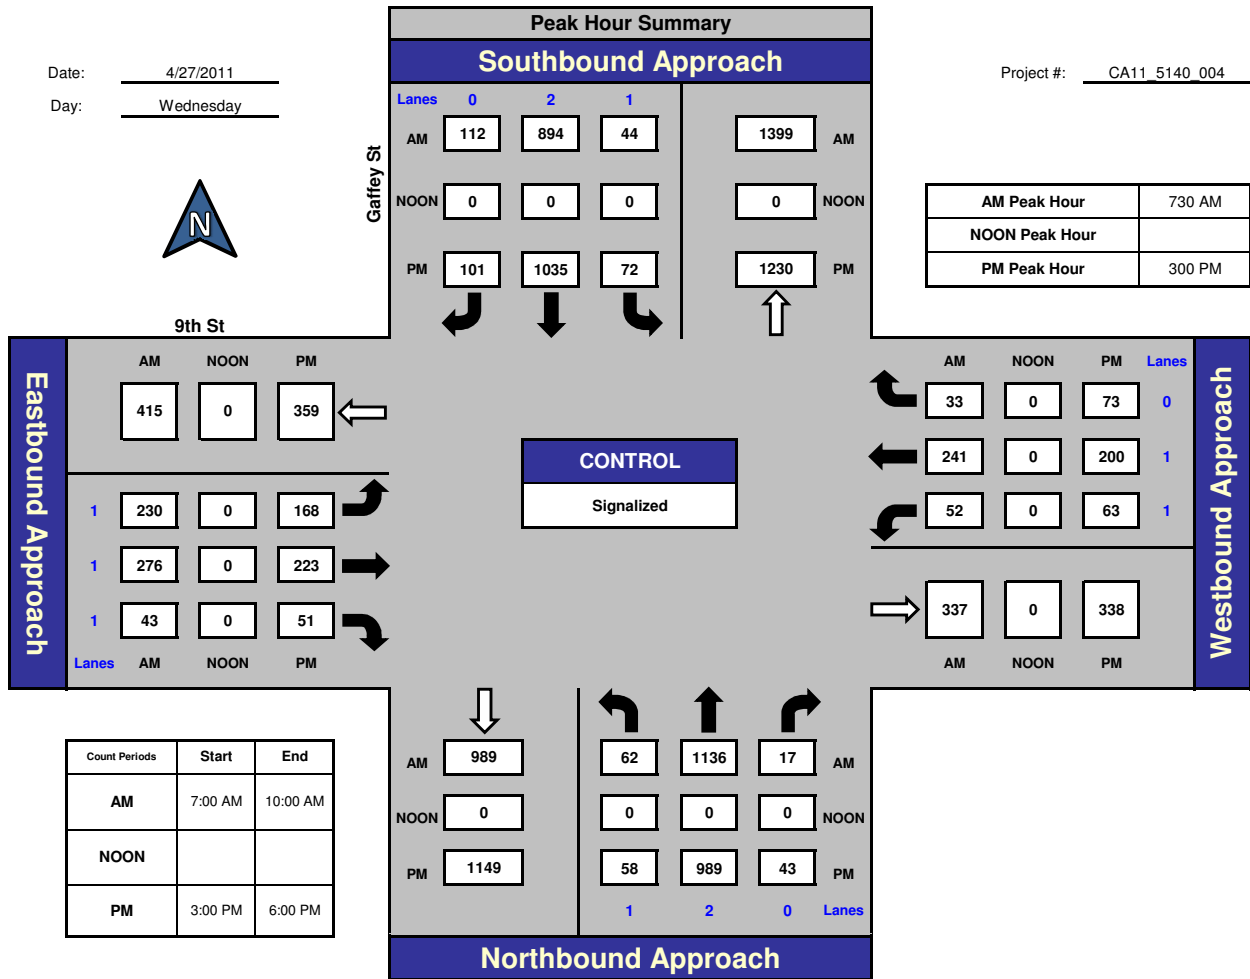 Peak Hour Summary
Southbound Approach
Date: 4/27/2011
Project #: CA11_5140_004
Day: Wednesday
Lanes 0 2 1
AM 112 894 44 1399 AM
Gaffey St
NOON 0 0 0 0 NOON
PM 101 1035 72 1230 PM
N
AM Peak Hour 730 AM
NOON Peak Hour
PM Peak Hour 300 PM
9th St
Eastbound Approach
AM NOON PM
415 0 359
1 230 0 168
1 276 0 223
1 43 0 51
Lanes AM NOON PM
CONTROL
Signalized
AM NOON PM Lanes
33 0 73 0
241 0 200 1
52 0 63 1
337 0 338
AM NOON PM
Westbound Approach
Count Periods Start End
AM 7:00 AM 10:00 AM
NOON
PM 3:00 PM 6:00 PM
AM 989 62 1136 17 AM
NOON 0 0 0 0 NOON
PM 1149 58 989 43 PM
1 2 0 Lanes
Northbound Approach